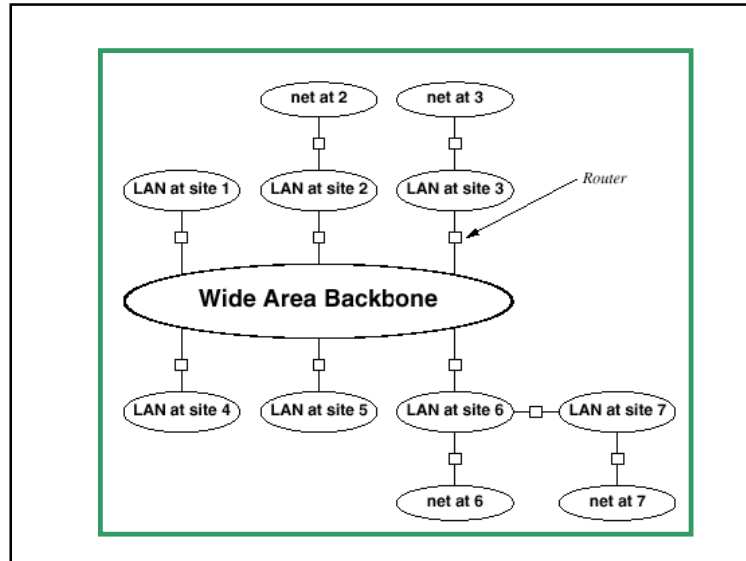 net at 2
net at 3
LAN at site 1
LAN at site 2
LAN at site 3
Router
Wide Area Backbone
LAN at site 4
LAN at site 5
LAN at site 6
LAN at site 7
net at 6
net at 7